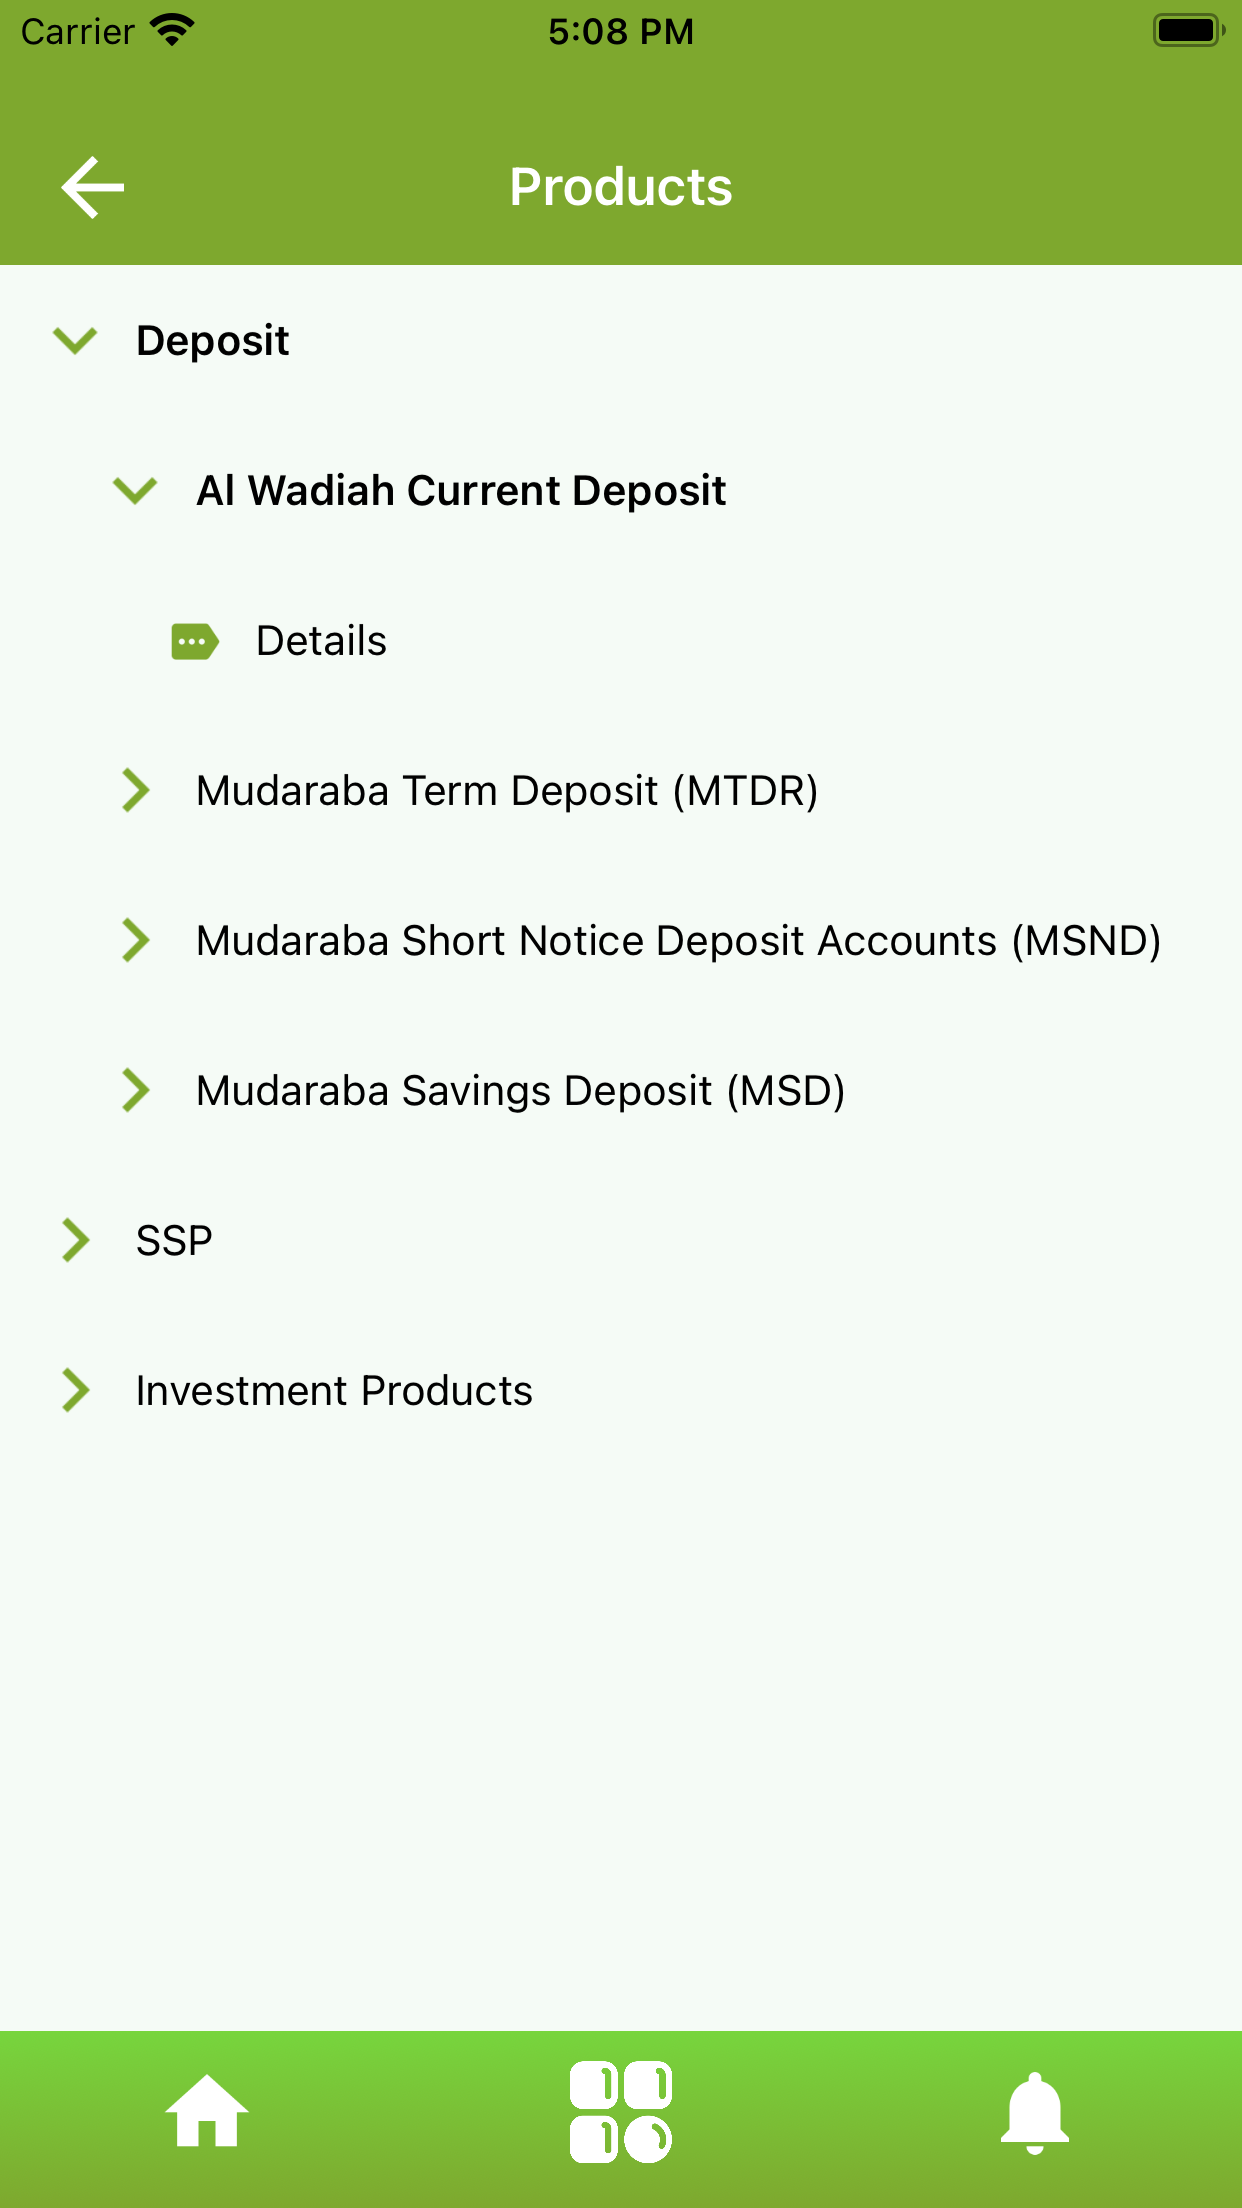 Carrier 5:08 PM
Products
Deposit
Al Wadiah Current Deposit
Details
Mudaraba Term Deposit (MTDR)
Mudaraba Short Notice Deposit Accounts (MSND)
Mudaraba Savings Deposit (MSD)
SSP
Investment Products